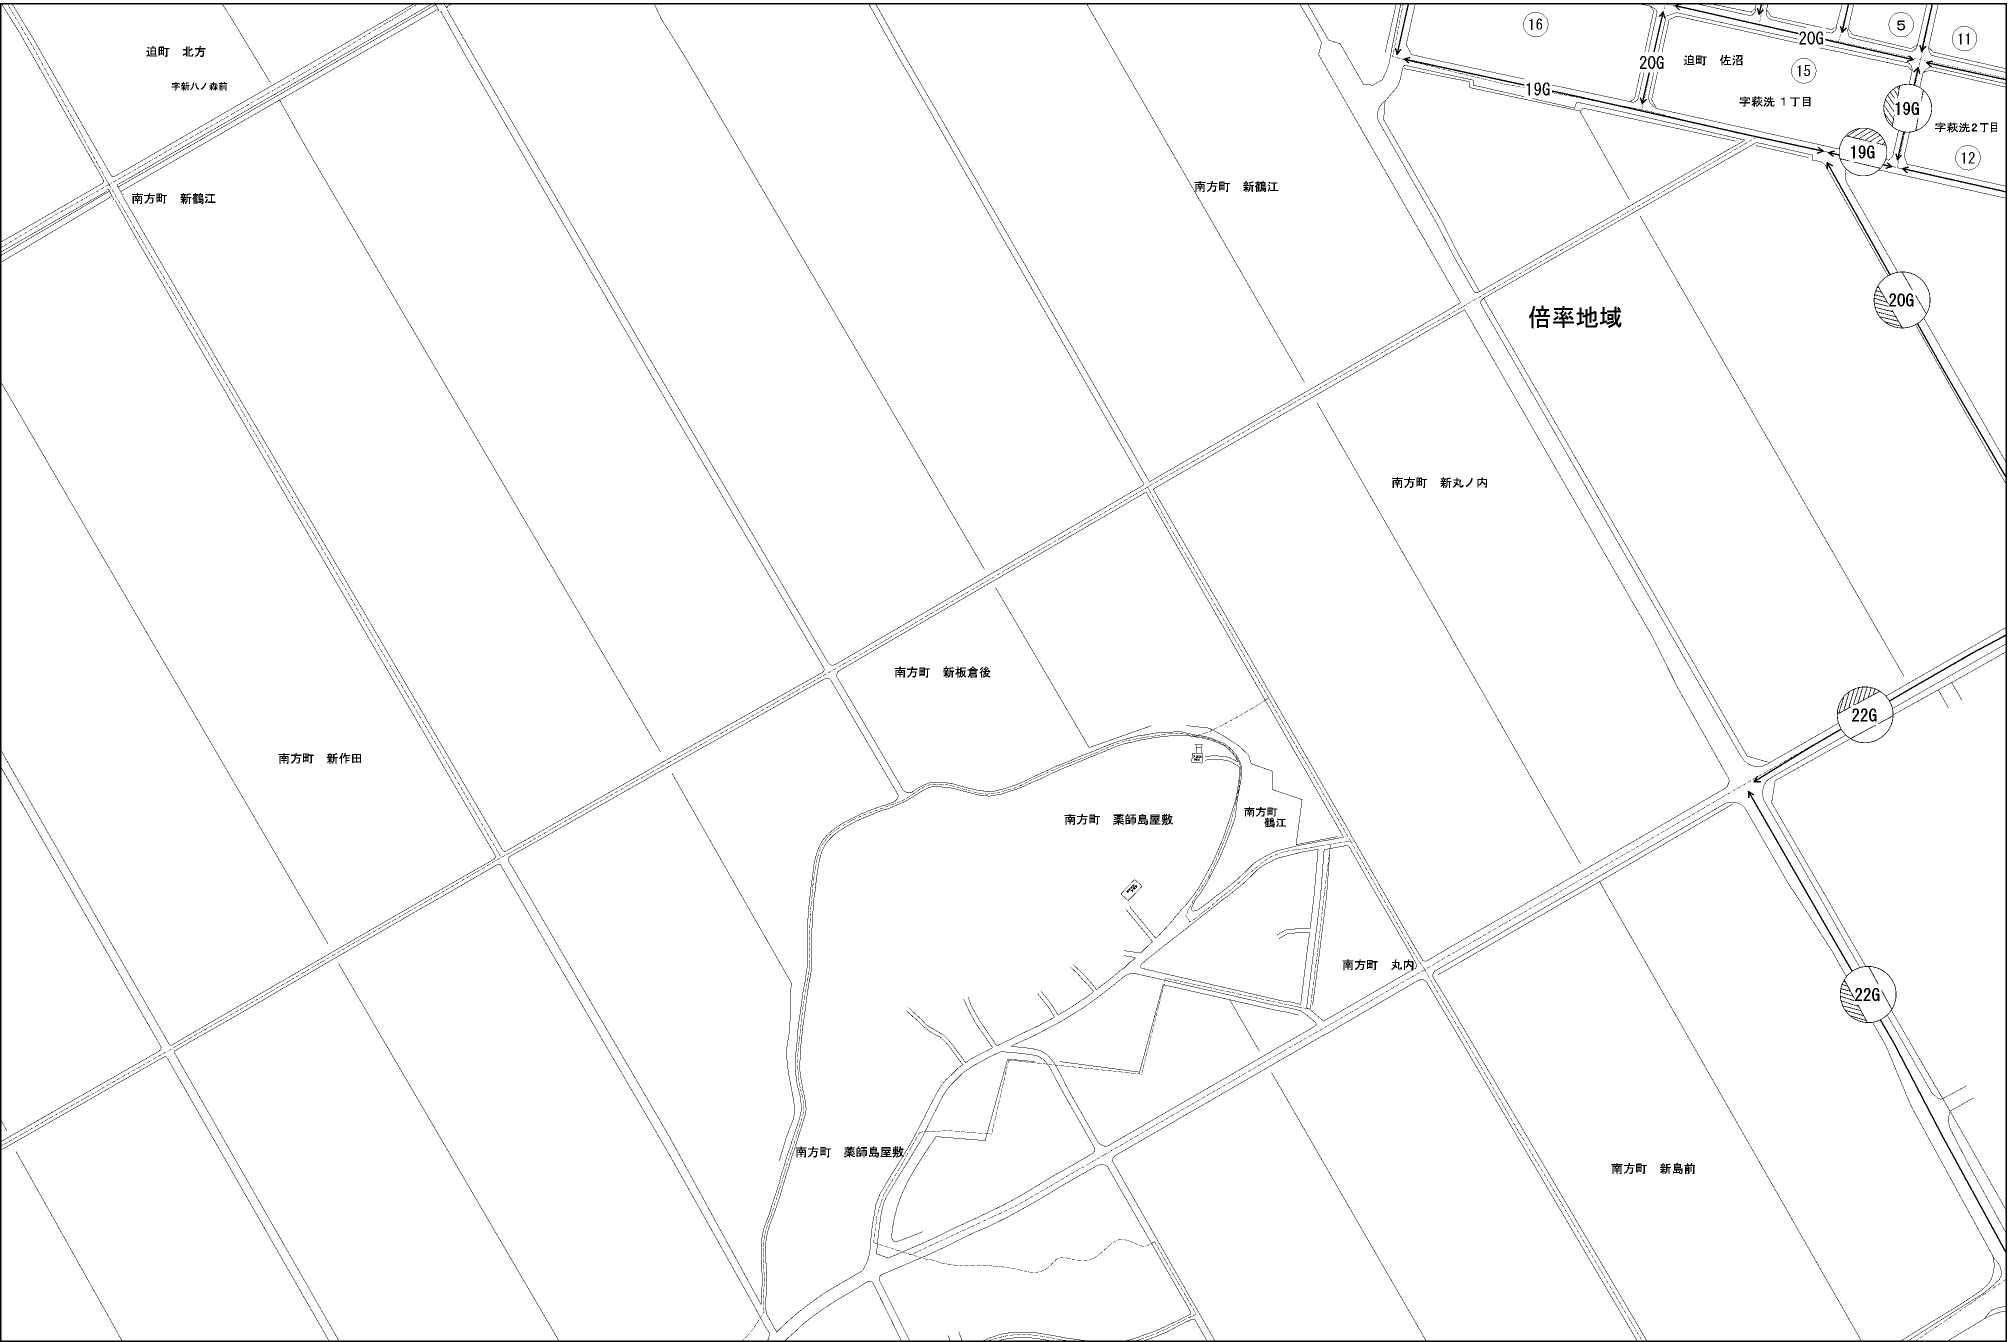 迫町　北方
字新八ノ森前
南方町　新鶴江
南方町　新鶴江
16
5
11
20G
20G
迫町　佐沼
15
19G
字萩洗 1丁目
19G
字萩洗2丁目
19G
12
20G
倍率地域
南方町　新丸ノ内
南方町　新板倉後
22G
南方町　新作田
南方町　薬師島屋敷
南方町
鶴江
南方町　丸内
22G
南方町　薬師島屋敷
南方町　新島前